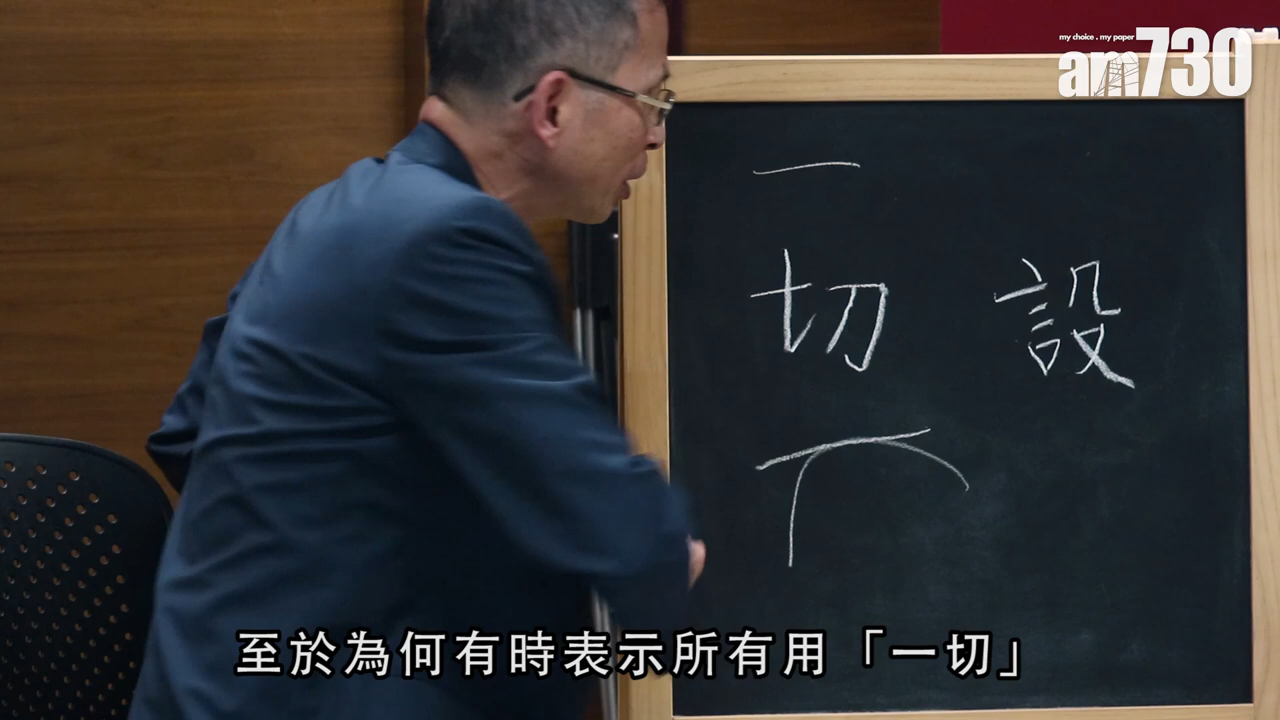 my choice . my paper
am730
一
切 設
至於為何有時表示所有用「一切」